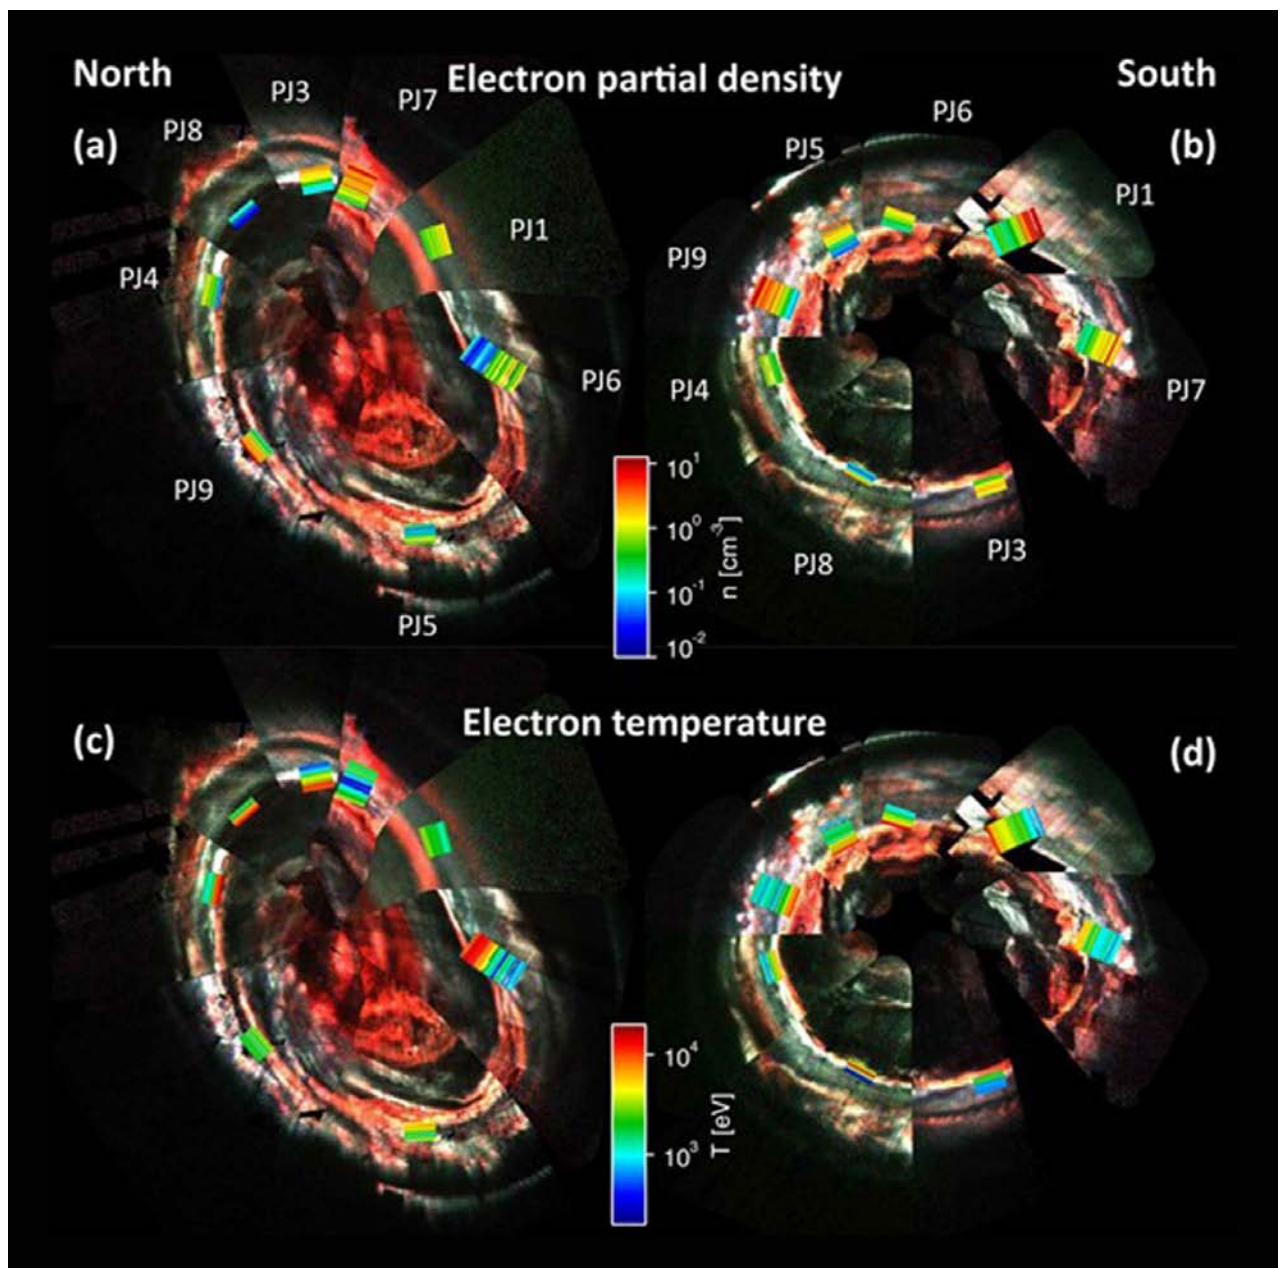 North
Electron partial density
South
(a)
PJ8
PJ3
PJ7
PJ1
PJ4
PJ6
PJ9
PJ5
(b)
PJ5
PJ6
PJ1
PJ9
PJ4
PJ7
PJ8
PJ3
10¹
10⁰
10⁻¹
10⁻²
n [cm⁻³]
Electron temperature
(c)
(d)
10⁴
10³
T [eV]